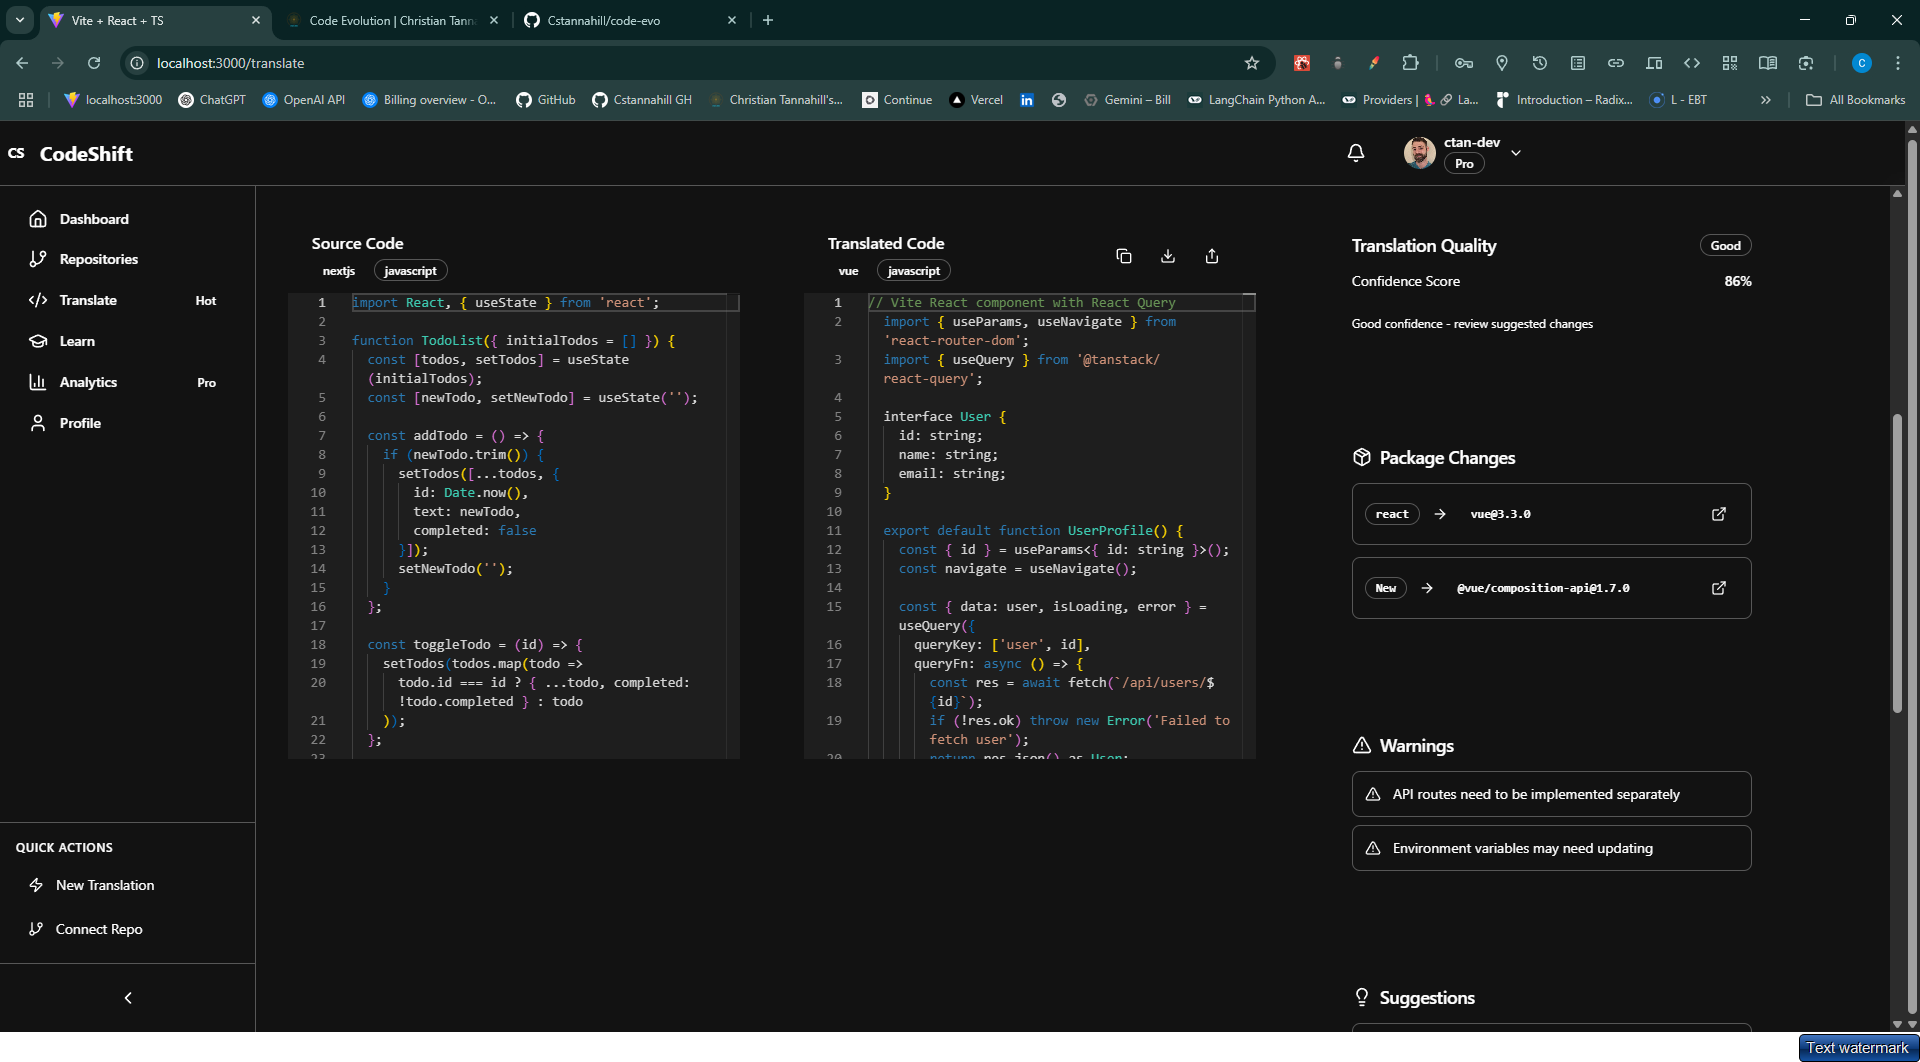 Vite + React + TS
Code Evolution | Christian Tann
Cstannahill/code-evo
localhost:3000/translate
C
localhost:3000
ChatGPT
OpenAI API
Billing overview - O...
GitHub
Cstannahill GH
Christian Tannahill's...
Continue
Vercel
in
Gemini – Bill
LangChain Python A...
Providers |
La...
Introduction – Radix...
L - EBT
All Bookmarks
CS CodeShift
ctan-dev
Pro
Dashboard
Repositories
Translate Hot
Learn
Analytics Pro
Profile
QUICK ACTIONS
New Translation
Connect Repo
Source Code
nextjs javascript
1 import React, { useState } from 'react';
2
3 function TodoList({ initialTodos = [] }) {
4 const [todos, setTodos] = useState
(initialTodos);
5 const [newTodo, setNewTodo] = useState('');
6
7 const addTodo = () => {
8 if (newTodo.trim()) {
9 setTodos([...todos, {
10 id: Date.now(),
11 text: newTodo,
12 completed: false
13 }]);
14 setNewTodo('');
15 }
16 };
17
18 const toggleTodo = (id) => {
19 setTodos(todos.map(todo =>
20 todo.id === id ? { ...todo, completed:
!todo.completed } : todo
21 ));
22 };
23
Translated Code
vue javascript
1 // Vite React component with React Query
2 import { useParams, useNavigate } from
'react-router-dom';
3 import { useQuery } from '@tanstack/
react-query';
4
5 interface User {
6 id: string;
7 name: string;
8 email: string;
9 }
10
11 export default function UserProfile() {
12 const { id } = useParams<{ id: string }>();
13 const navigate = useNavigate();
14
15 const { data: user, isLoading, error } =
useQuery({
16 queryKey: ['user', id],
17 queryFn: async () => {
18 const res = await fetch(`/api/users/$
{id}`);
19 if (!res.ok) throw new Error('Failed to
fetch user');
20 return res.json() as User;
Translation Quality Good
Confidence Score 86%
Good confidence - review suggested changes
Package Changes
react → vue@3.3.0
New → @vue/composition-api@1.7.0
Warnings
API routes need to be implemented separately
Environment variables may need updating
Suggestions
Text watermark